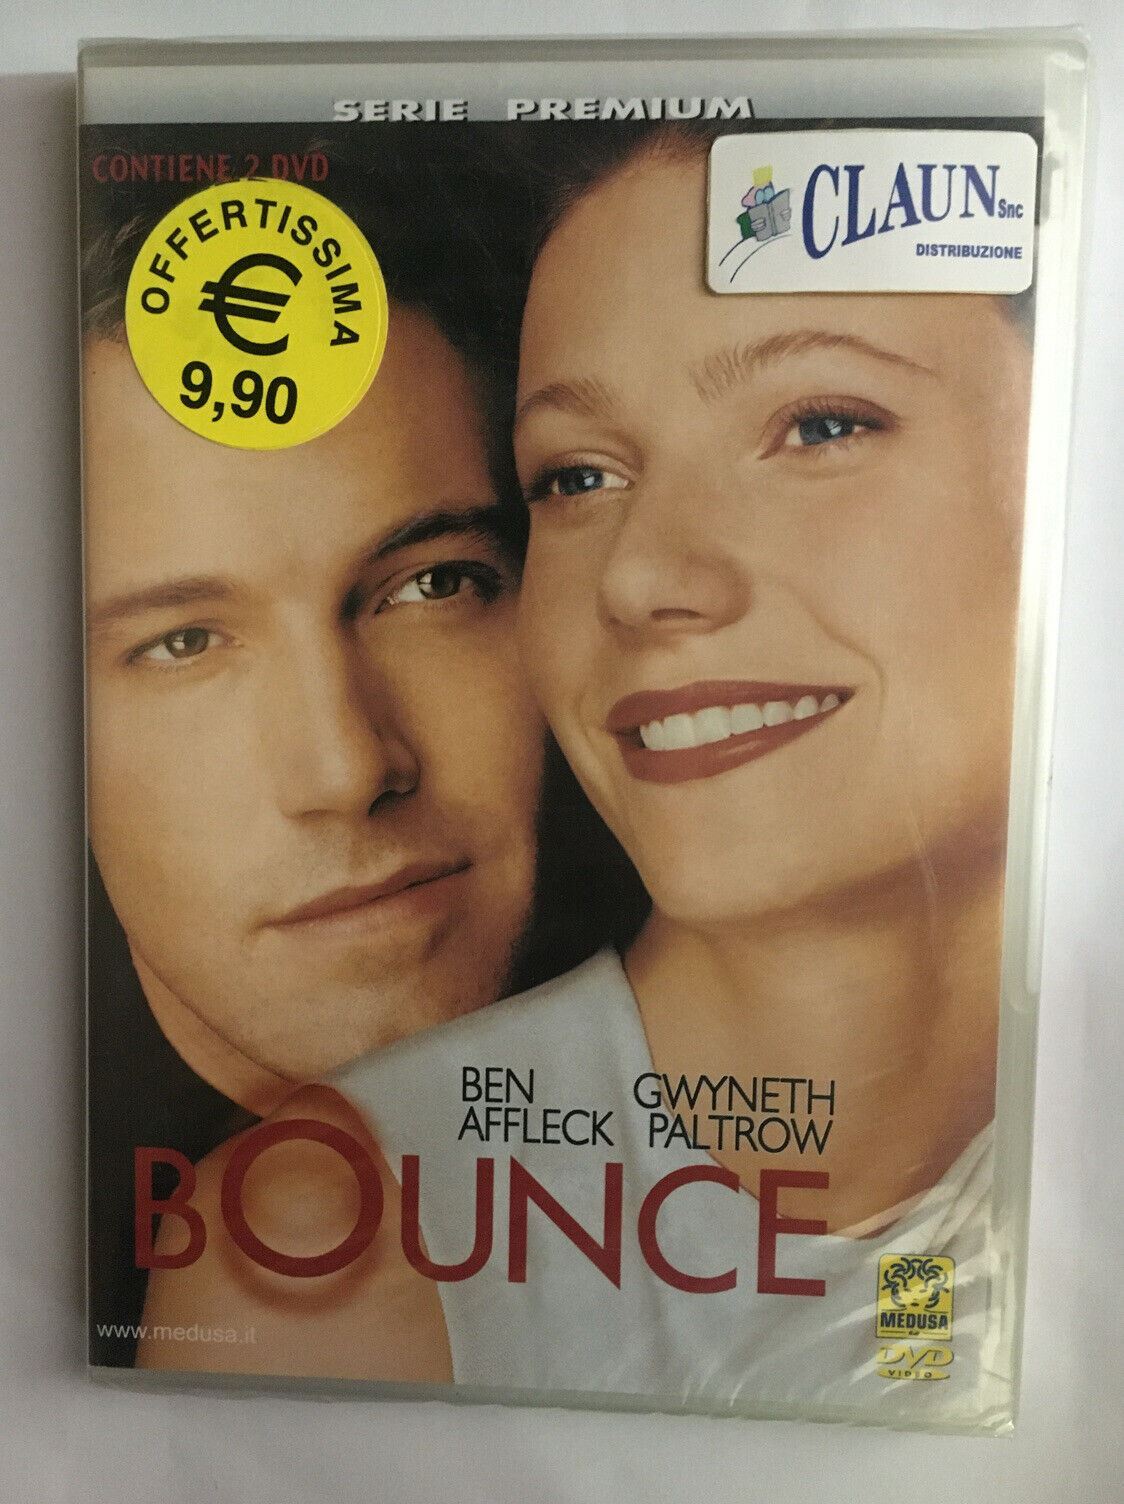 SERIE PREMIUM
CONTIENE 2 DVD
OFFERTISSIMA
€
9,90
CLAUN Snc
DISTRIBUZIONE
BEN AFFLECK
GWYNETH PALTROW
BOUNCE
www.medusa.it
MEDUSA
DVD
VIDEO